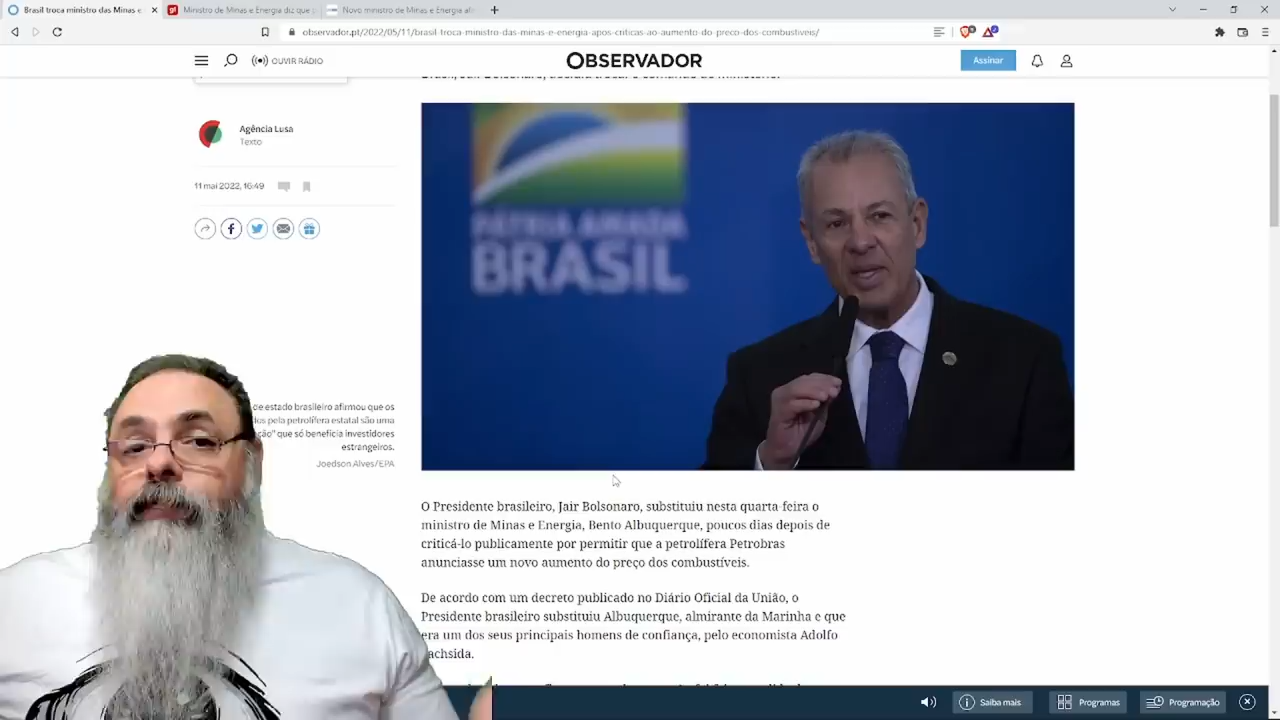 Brasil troca ministro das Minas e
Ministro de Minas e Energia diz que
Novo ministro de Minas e Energia al
observador.pt/2022/05/11/brasil-troca-ministro-das-minas-e-energia-apos-criticas-ao-aumento-do-preco-dos-combustiveis/
OUVIR RÁDIO
OBSERVADOR
Assinar
Agência Lusa
Texto
11 mai 2022, 16:49
PÁTRIA AMADA
BRASIL
de estado brasileiro afirmou que os
pela petrolífera estatal são uma
que só beneficia investidores
estrangeiros.
Joedson Alves/EPA
O Presidente brasileiro, Jair Bolsonaro, substituiu nesta quarta-feira o
ministro de Minas e Energia, Bento Albuquerque, poucos dias depois de
criticá-lo publicamente por permitir que a petrolífera Petrobras
anunciasse um novo aumento do preço dos combustíveis.
De acordo com um decreto publicado no Diário Oficial da União, o
Presidente brasileiro substituiu Albuquerque, almirante da Marinha e que
era um dos seus principais homens de confiança, pelo economista Adolfo
achsida.
Saiba mais
Programas
Programação